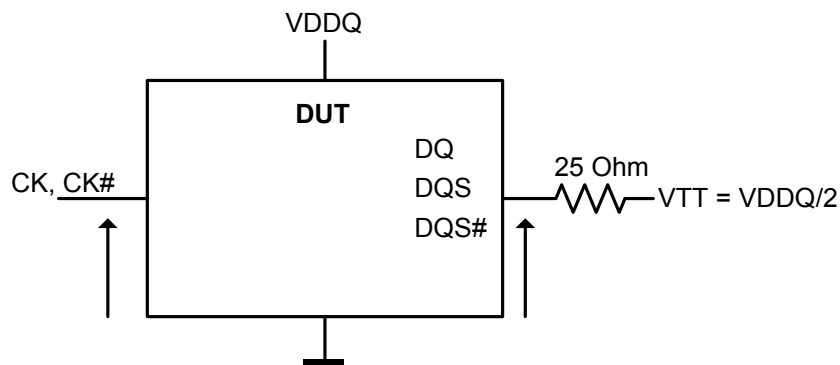 VDDQ
DUT
DQ
25 Ohm
CK, CK#
DQS
VTT = VDDQ/2
DQS#